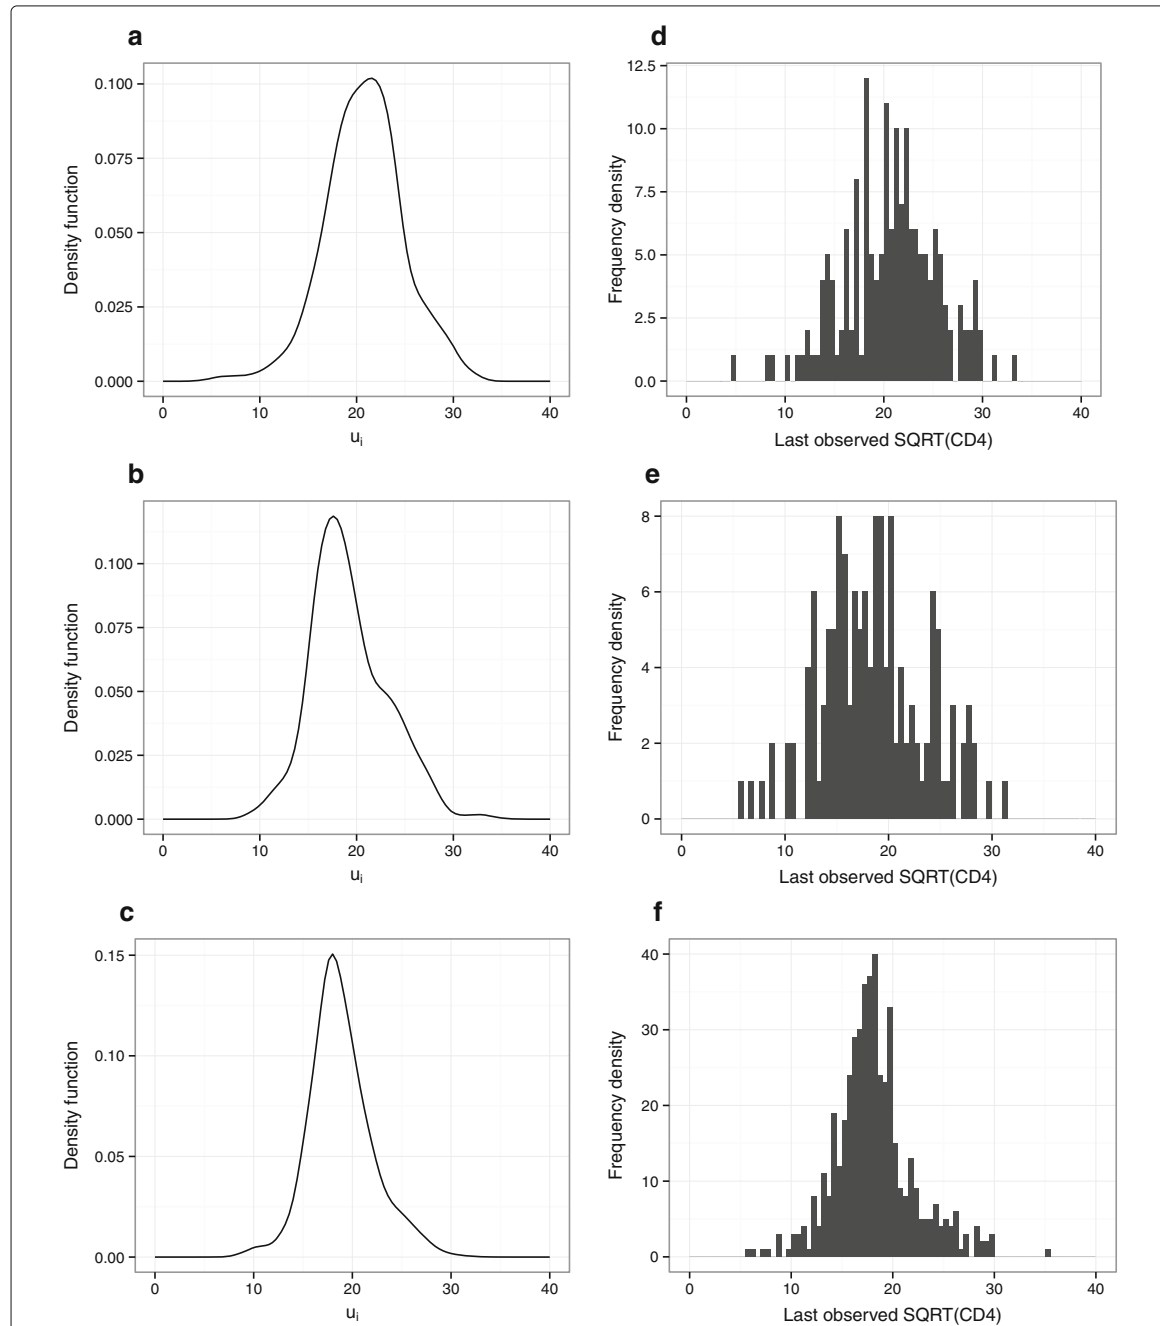 a
0.100
0.075
0.050
0.025
0.000
Density function
0 10 20 30 40
ui
d
12.5
10.0
7.5
5.0
2.5
0.0
Frequency density
0 10 20 30 40
Last observed SQRT(CD4)
b
0.100
0.075
0.050
0.025
0.000
Density function
0 10 20 30 40
ui
e
8
6
4
2
0
Frequency density
0 10 20 30 40
Last observed SQRT(CD4)
c
0.15
0.10
0.05
0.00
Density function
0 10 20 30 40
ui
f
40
30
20
10
0
Frequency density
0 10 20 30 40
Last observed SQRT(CD4)